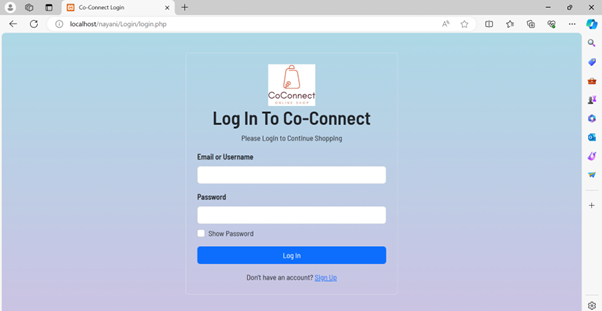 Co-Connect Login
localhost/nayani/Login/login.php
CoConnect
ONLINE SHOP
Log In To Co-Connect
Please Login to Continue Shopping
Email or Username
Password
Show Password
Log in
Don't have an account? Sign Up